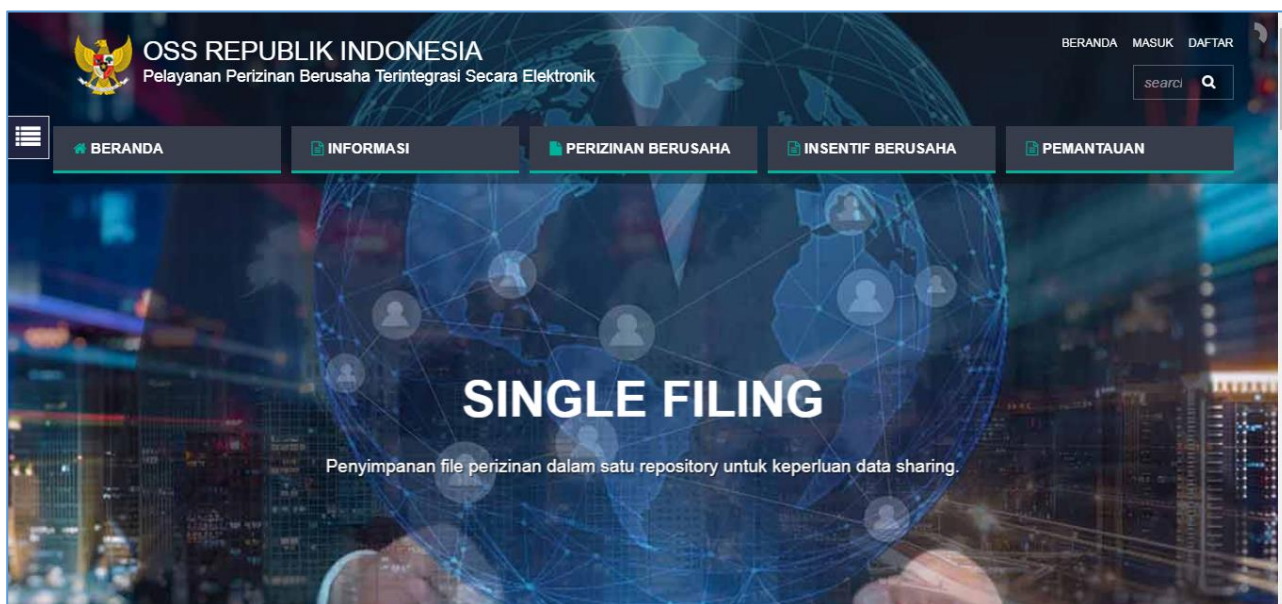 OSS REPUBLIK INDONESIA
Pelayanan Perizinan Berusaha Terintegrasi Secara Elektronik
BERANDA MASUK DAFTAR
searc
BERANDA INFORMASI PERIZINAN BERUSAHA INSENTIF BERUSAHA PEMANTAUAN
SINGLE FILING
Penyimpanan file perizinan dalam satu repository untuk keperluan data sharing.